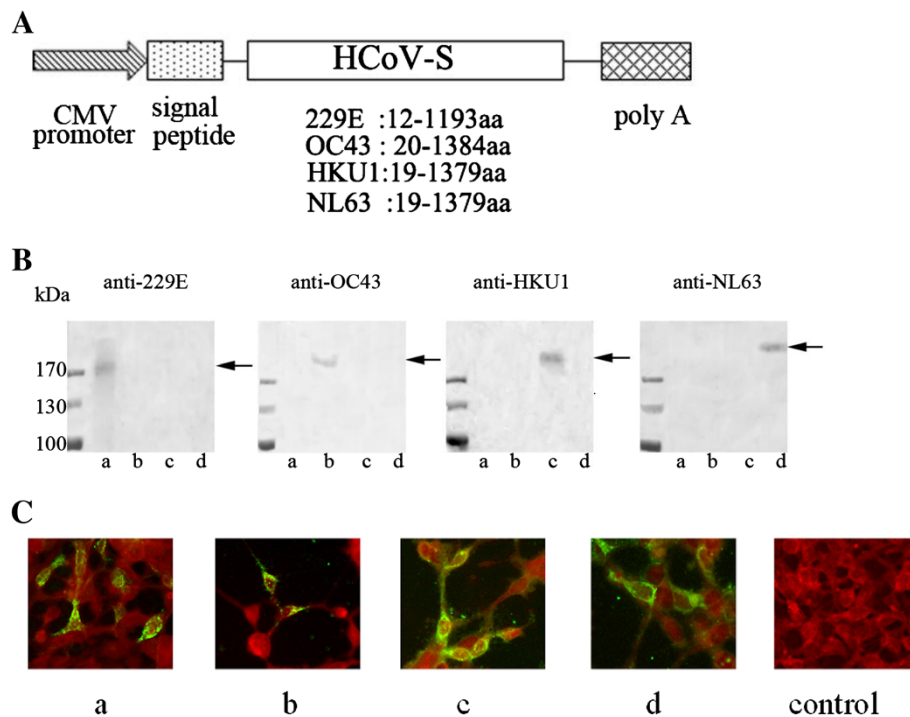 A
HCoV-S
CMV
promoter
signal
peptide
poly A
229E :12-1193aa
OC43 : 20-1384aa
HKU1:19-1379aa
NL63 :19-1379aa
B
kDa
anti-229E
anti-OC43
anti-HKU1
anti-NL63
170
130
100
a b c d
a b c d
a b c d
a b c d
C
a
b
c
d
control